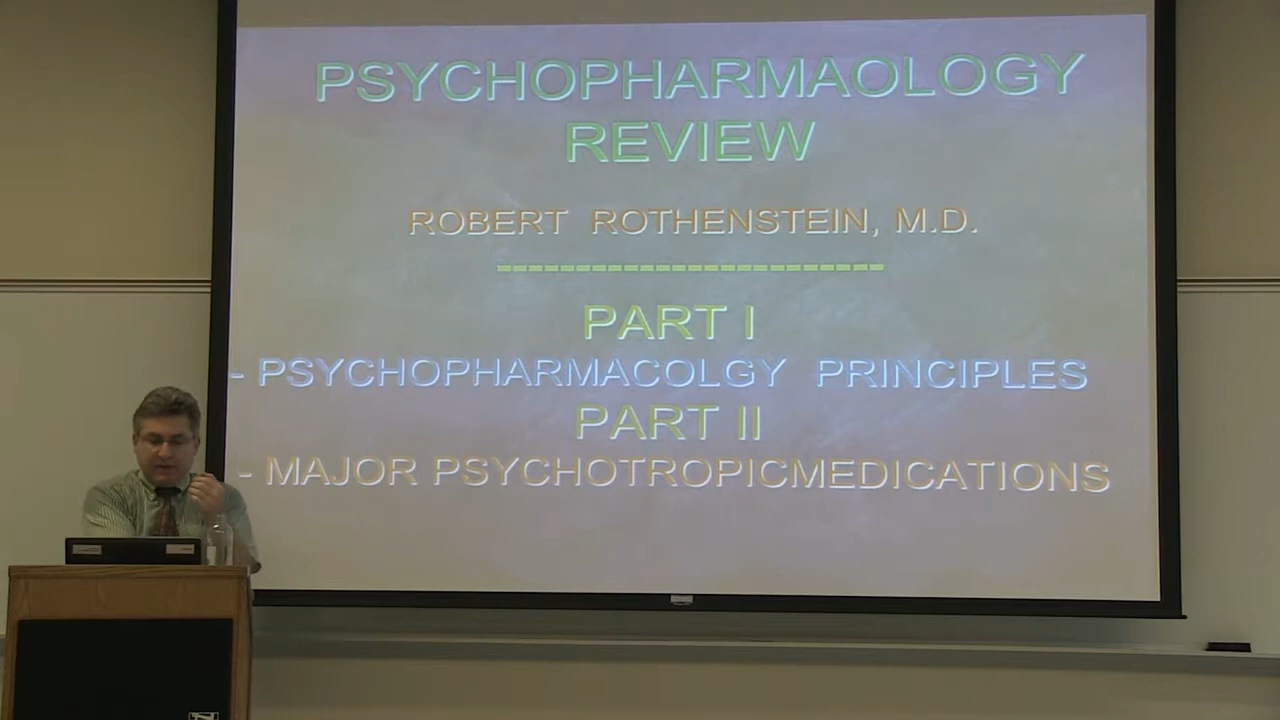 PSYCHOPHARMAOLOGY
REVIEW
ROBERT ROTHENSTEIN, M.D.
------------------------
PART I
- PSYCHOPHARMACOLGY PRINCIPLES
PART II
- MAJOR PSYCHOTROPICMEDICATIONS